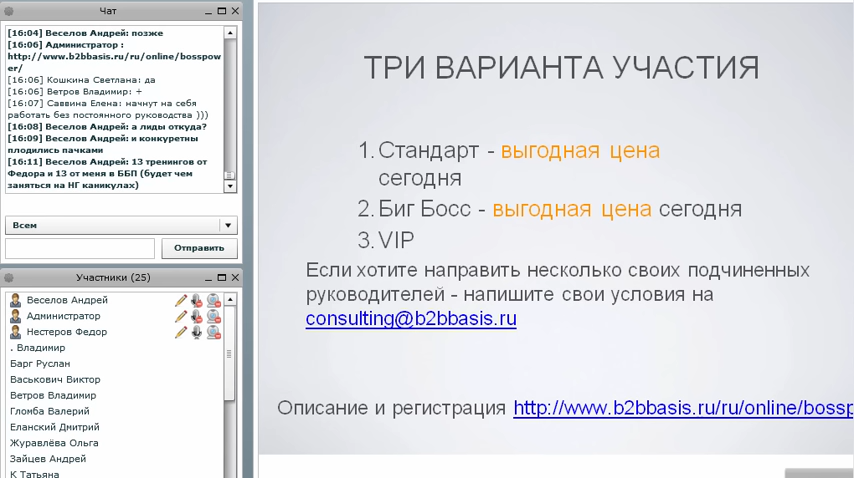 Чат
[16:04] Веселов Андрей: позже
[16:06] Администратор :
http://www.b2bbasis.ru/ru/online/bosspow
er/
[16:06] Кошкина Светлана: да
[16:06] Ветров Владимир: +
[16:07] Саввина Елена: начнут на себя
работать без постоянного руководства )))
[16:08] Веселов Андрей: а лиды откуда?
[16:09] Веселов Андрей: и конкуретны
плодились пачками
[16:11] Веселов Андрей: 13 тренингов от
Федора и 13 от меня в ББП (будет чем
заняться на НГ каникулах)
Всем
Отправить
Участники (25)
Веселов Андрей
Администратор
Нестеров Федор
. Владимир
Барг Руслан
Васькович Виктор
Ветров Владимир
Гломба Валерий
Еланский Дмитрий
Журавлёва Ольга
Зайцев Андрей
К Татьяна
ТРИ ВАРИАНТА УЧАСТИЯ
1. Стандарт - выгодная цена
сегодня
2. Биг Босс - выгодная цена сегодня
3. VIP
Если хотите направить несколько своих подчиненных
руководителей - напишите свои условия на
consulting@b2bbasis.ru
Описание и регистрация http://www.b2bbasis.ru/ru/online/bossp